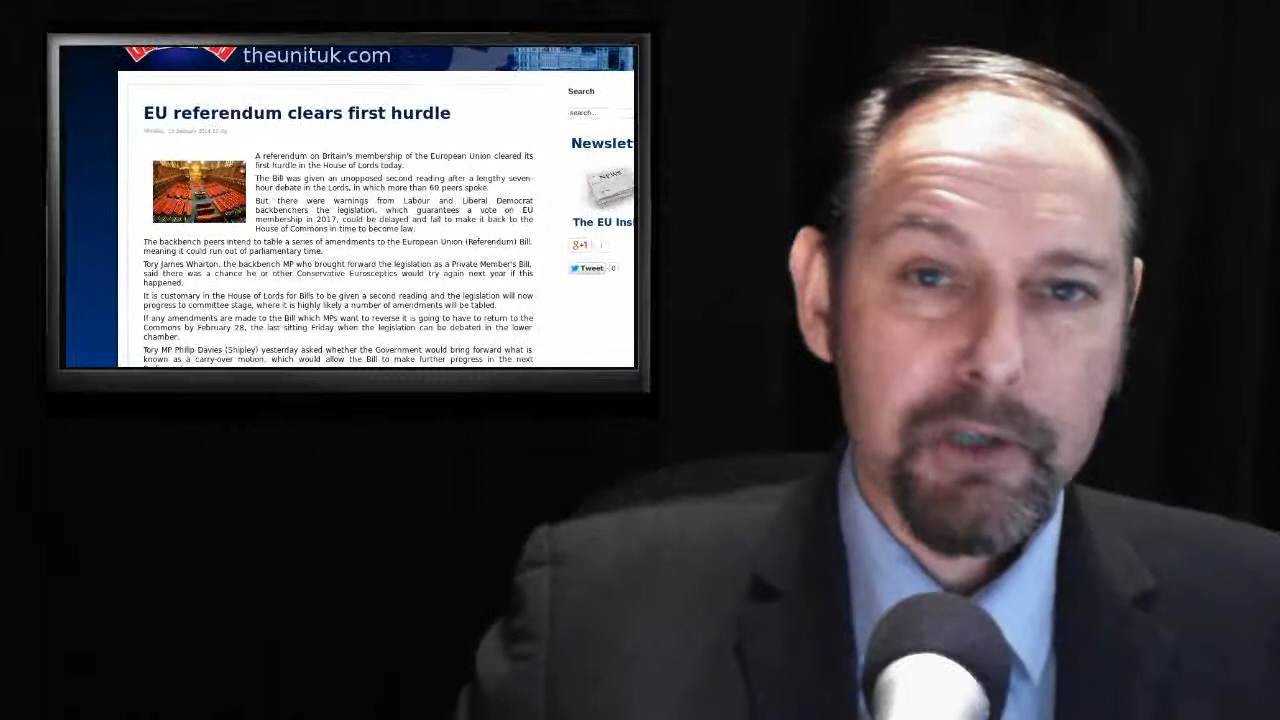 theunituk.com
EU referendum clears first hurdle
A referendum on Britain's membership of the European Union cleared its
first hurdle in the House of Lords today.
The Bill was given an unopposed second reading after a lengthy seven-
hour debate in the Lords, in which more than 60 peers spoke.
But there were warnings from Labour and Liberal Democrat
backbenchers the legislation, which guarantees a vote on EU
membership in 2017, could be delayed and fail to make it back to the
House of Commons in time to become law.
The backbench peers intend to table a series of amendments to the European Union (Referendum) Bill,
meaning it could run out of parliamentary time.
Tory James Wharton, the backbench MP who brought forward the legislation as a Private Member's Bill,
said there was a chance he or other Conservative Eurosceptics would try again next year if this
happened.
It is customary in the House of Lords for Bills to be given a second reading and the legislation will now
progress to committee stage, where it is highly likely a number of amendments will be tabled.
If any amendments are made to the Bill which MPs want to reverse it is going to have to return to the
Commons by February 28, the last sitting Friday when the legislation can be debated in the lower
chamber.
Tory MP Philip Davies (Shipley) yesterday asked whether the Government would bring forward what is
known as a carry-over motion, which would allow the Bill to make further progress in the next
Search
search...
Newslet
NEWS
The EU Ins
g+1
Tweet 0